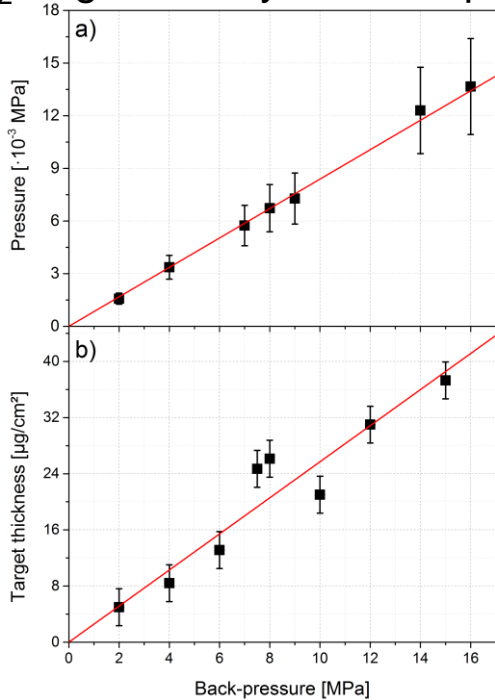 a)
18
15
12
9
6
3
0
Pressure [·10⁻³ MPa]
b)
40
32
24
16
8
0
Target thickness [µg/cm²]
0 2 4 6 8 10 12 14 16
Back-pressure [MPa]